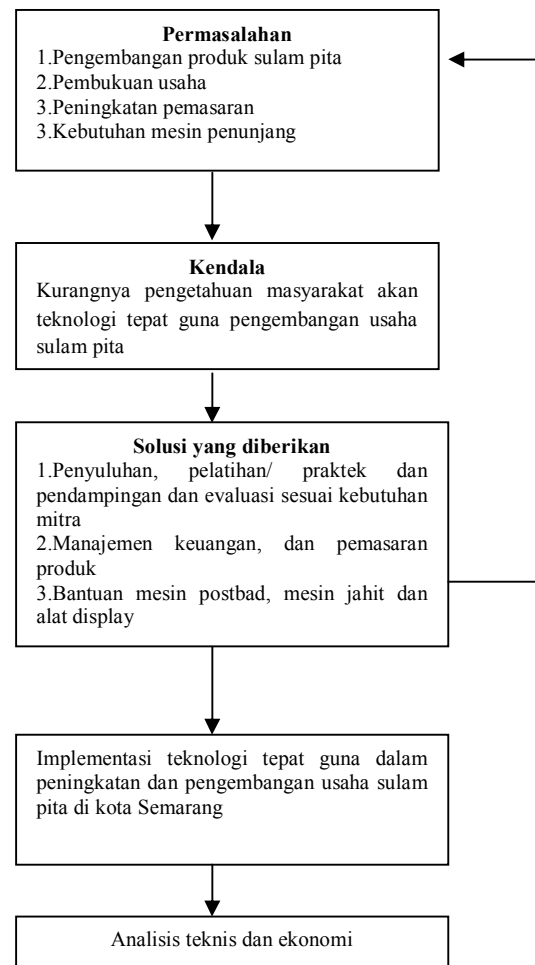 Permasalahan
1.Pengembangan produk sulam pita
2.Pembukuan usaha
3.Peningkatan pemasaran
3.Kebutuhan mesin penunjang
Kendala
Kurangnya pengetahuan masyarakat akan
teknologi tepat guna pengembangan usaha
sulam pita
Solusi yang diberikan
1.Penyuluhan, pelatihan/ praktek dan
pendampingan dan evaluasi sesuai kebutuhan
mitra
2.Manajemen keuangan, dan pemasaran
produk
3.Bantuan mesin postbad, mesin jahit dan
alat display
Implementasi teknologi tepat guna dalam
peningkatan dan pengembangan usaha sulam
pita di kota Semarang
Analisis teknis dan ekonomi